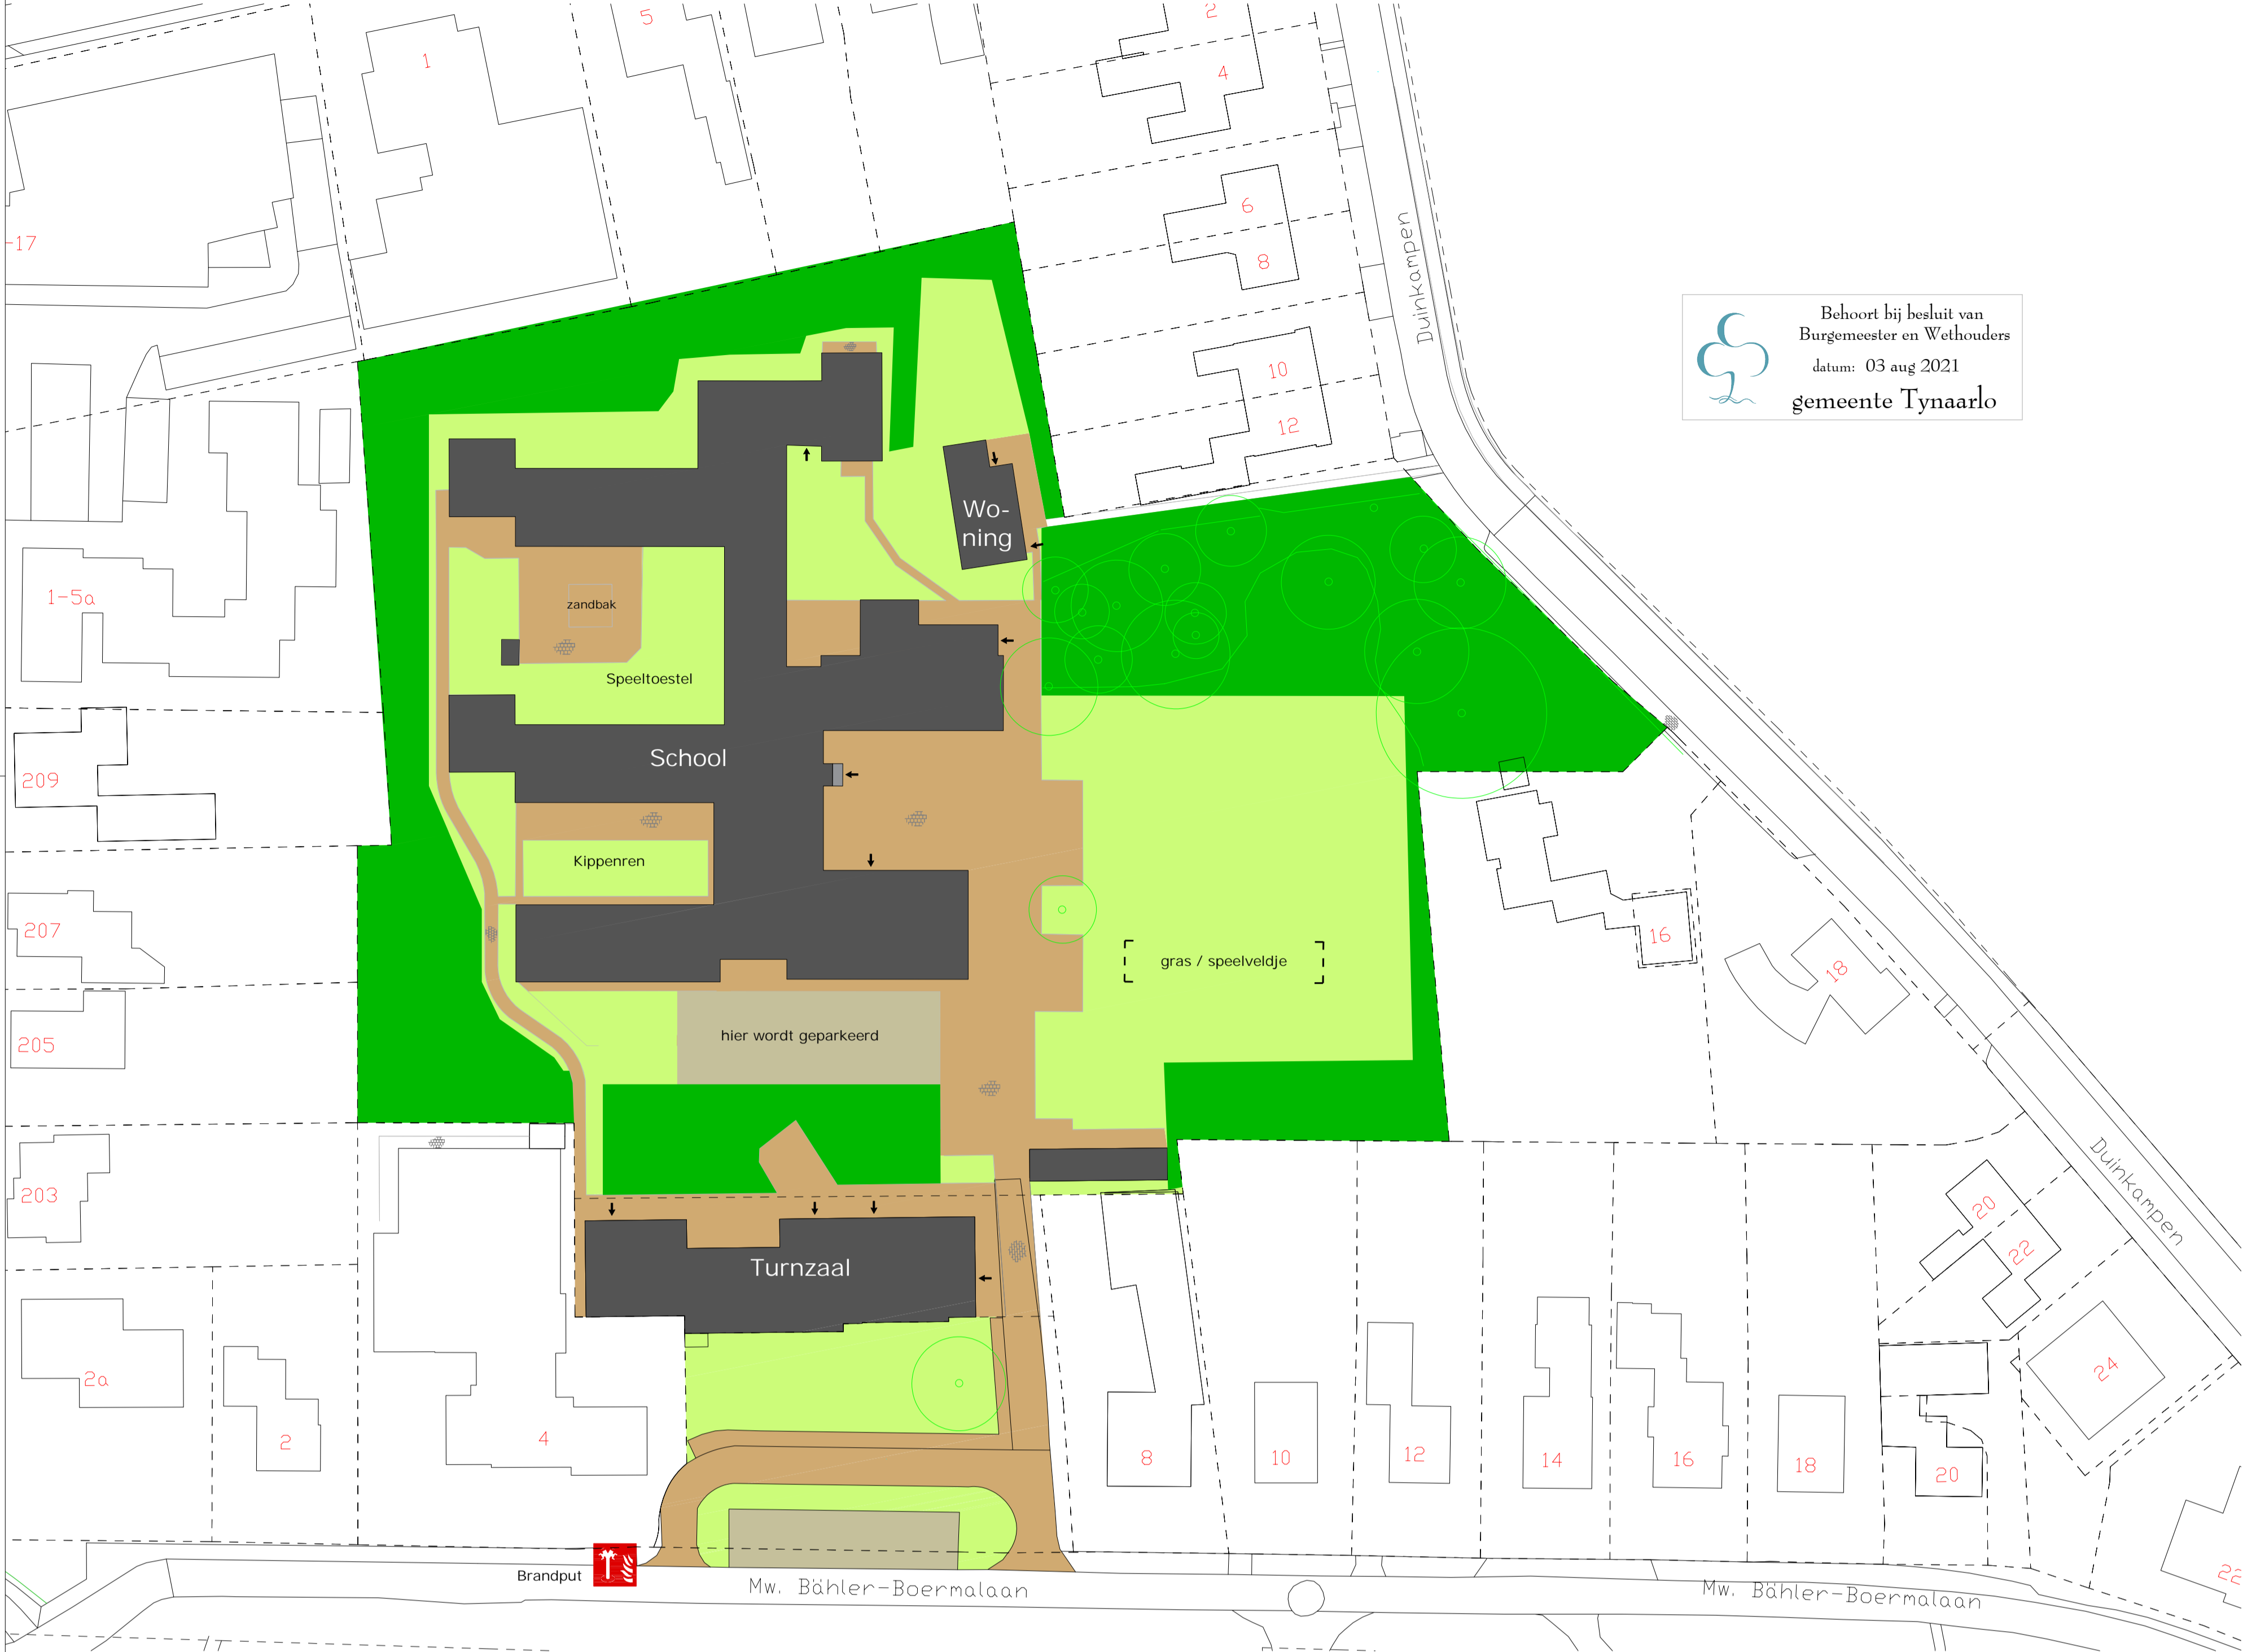 5
2
1
4
6
-17
8
Duinkampen
Behoort bij besluit van
Burgemeester en Wethouders
datum: 03 aug 2021
gemeente Tynaarlo
10
12
Wo-
ning
1-5a
zandbak
Speeltoestel
School
209
Kippenren
207
16
18
gras / speelveldje
205
hier wordt geparkeerd
203
Duinkampen
20
22
Turnzaal
2a
24
2
4
8
10
12
14
16
18
20
Brandput
Mw. Bähler-Boermalaan
Mw. Bähler-Boermalaan
22